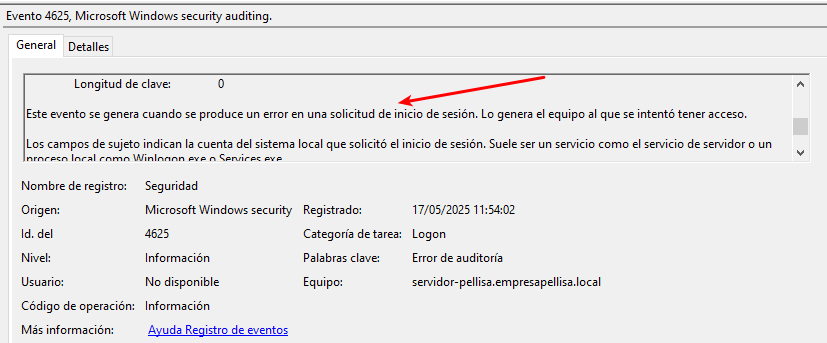 Evento 4625, Microsoft Windows security auditing.
General Detalles
Longitud de clave: 0
Este evento se genera cuando se produce un error en una solicitud de inicio de sesión. Lo genera el equipo al que se intentó tener acceso.
Los campos de sujeto indican la cuenta del sistema local que solicitó el inicio de sesión. Suele ser un servicio como el servicio de servidor o un
proceso local como Winlogon.exe o Services.exe.
Nombre de registro: Seguridad
Origen: Microsoft Windows security Registrado: 17/05/2025 11:54:02
Id. del 4625 Categoría de tarea: Logon
Nivel: Información Palabras clave: Error de auditoría
Usuario: No disponible Equipo: servidor-pellisa.empresapellisa.local
Código de operación: Información
Más información: Ayuda Registro de eventos